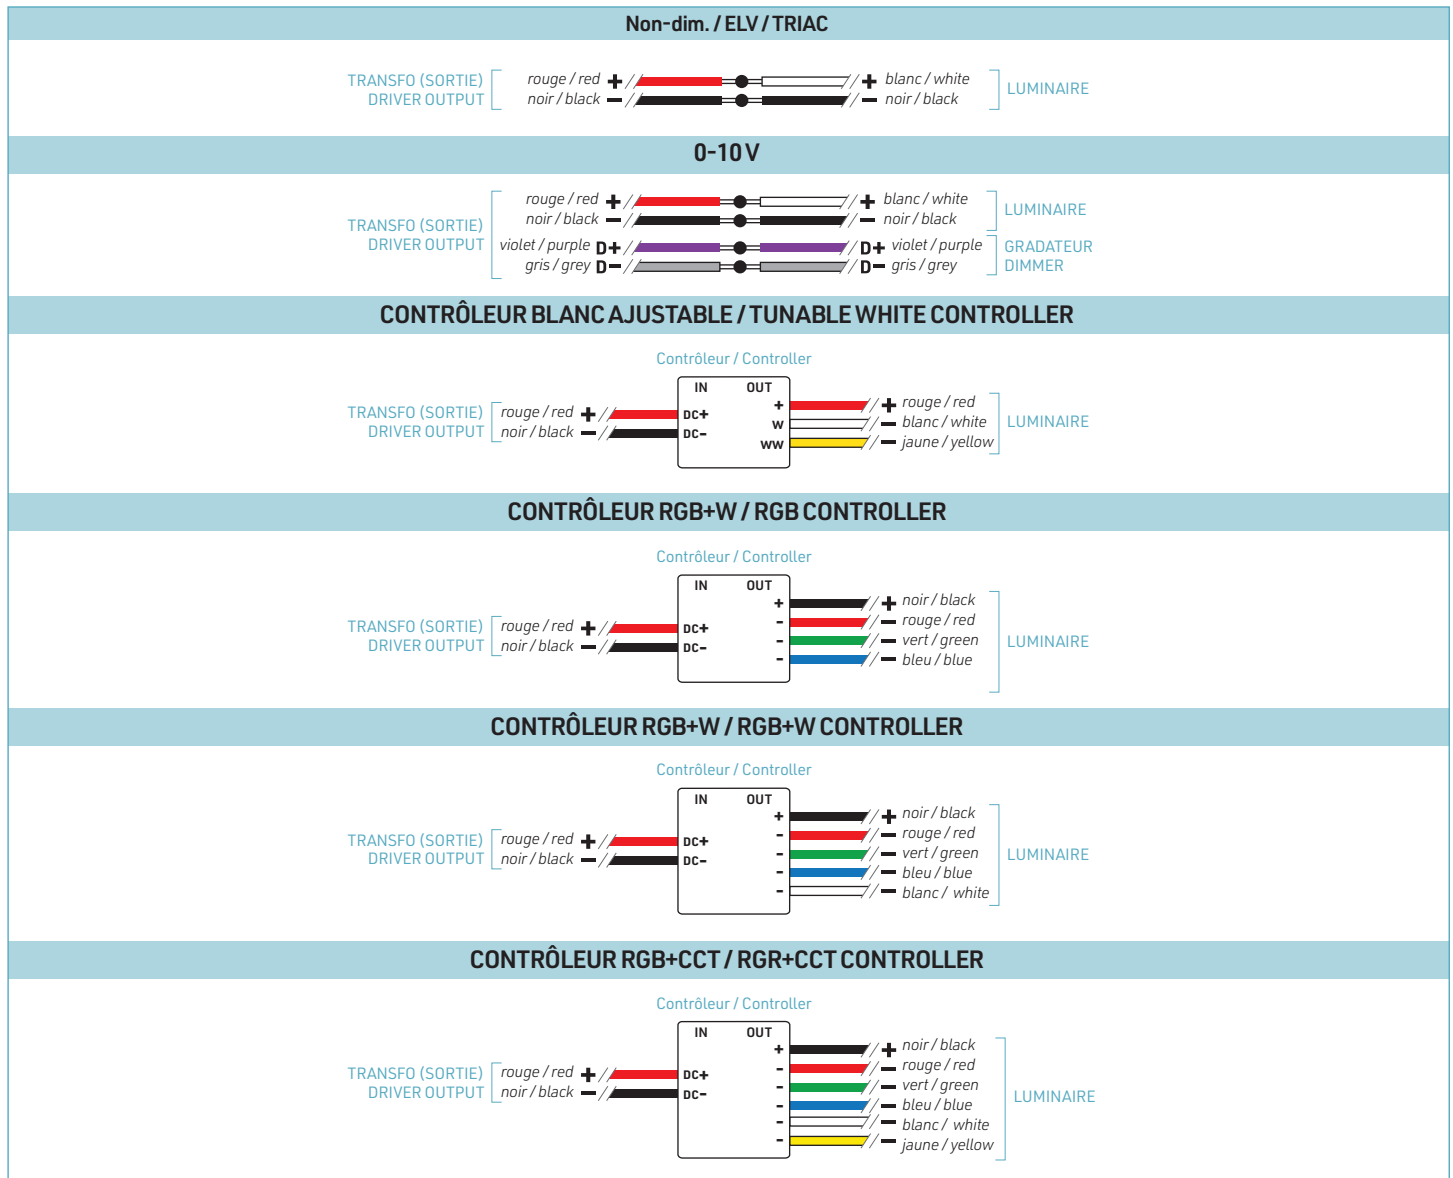 Non-dim. / ELV / TRIAC
TRANSFO (SORTIE)
DRIVER OUTPUT
rouge / red +
noir / black −
+ blanc / white
− noir / black
LUMINAIRE
0-10 V
TRANSFO (SORTIE)
DRIVER OUTPUT
rouge / red +
noir / black −
violet / purple D+
gris / grey D−
+ blanc / white
− noir / black
D+ violet / purple
D− gris / grey
LUMINAIRE
GRADATEUR
DIMMER
CONTRÔLEUR BLANC AJUSTABLE / TUNABLE WHITE CONTROLLER
Contrôleur / Controller
TRANSFO (SORTIE)
DRIVER OUTPUT
rouge / red +
noir / black −
IN OUT
DC+
DC-
+
W
WW
+ rouge / red
− blanc / white
− jaune / yellow
LUMINAIRE
CONTRÔLEUR RGB+W / RGB CONTROLLER
Contrôleur / Controller
TRANSFO (SORTIE)
DRIVER OUTPUT
rouge / red +
noir / black −
IN OUT
DC+
DC-
+
-
-
-
+ noir / black
− rouge / red
− vert / green
− bleu / blue
LUMINAIRE
CONTRÔLEUR RGB+W / RGB+W CONTROLLER
Contrôleur / Controller
TRANSFO (SORTIE)
DRIVER OUTPUT
rouge / red +
noir / black −
IN OUT
DC+
DC-
+
-
-
-
-
+ noir / black
− rouge / red
− vert / green
− bleu / blue
− blanc / white
LUMINAIRE
CONTRÔLEUR RGB+CCT / RGR+CCT CONTROLLER
Contrôleur / Controller
TRANSFO (SORTIE)
DRIVER OUTPUT
rouge / red +
noir / black −
IN OUT
DC+
DC-
+
-
-
-
-
-
+ noir / black
− rouge / red
− vert / green
− bleu / blue
− blanc / white
− jaune / yellow
LUMINAIRE